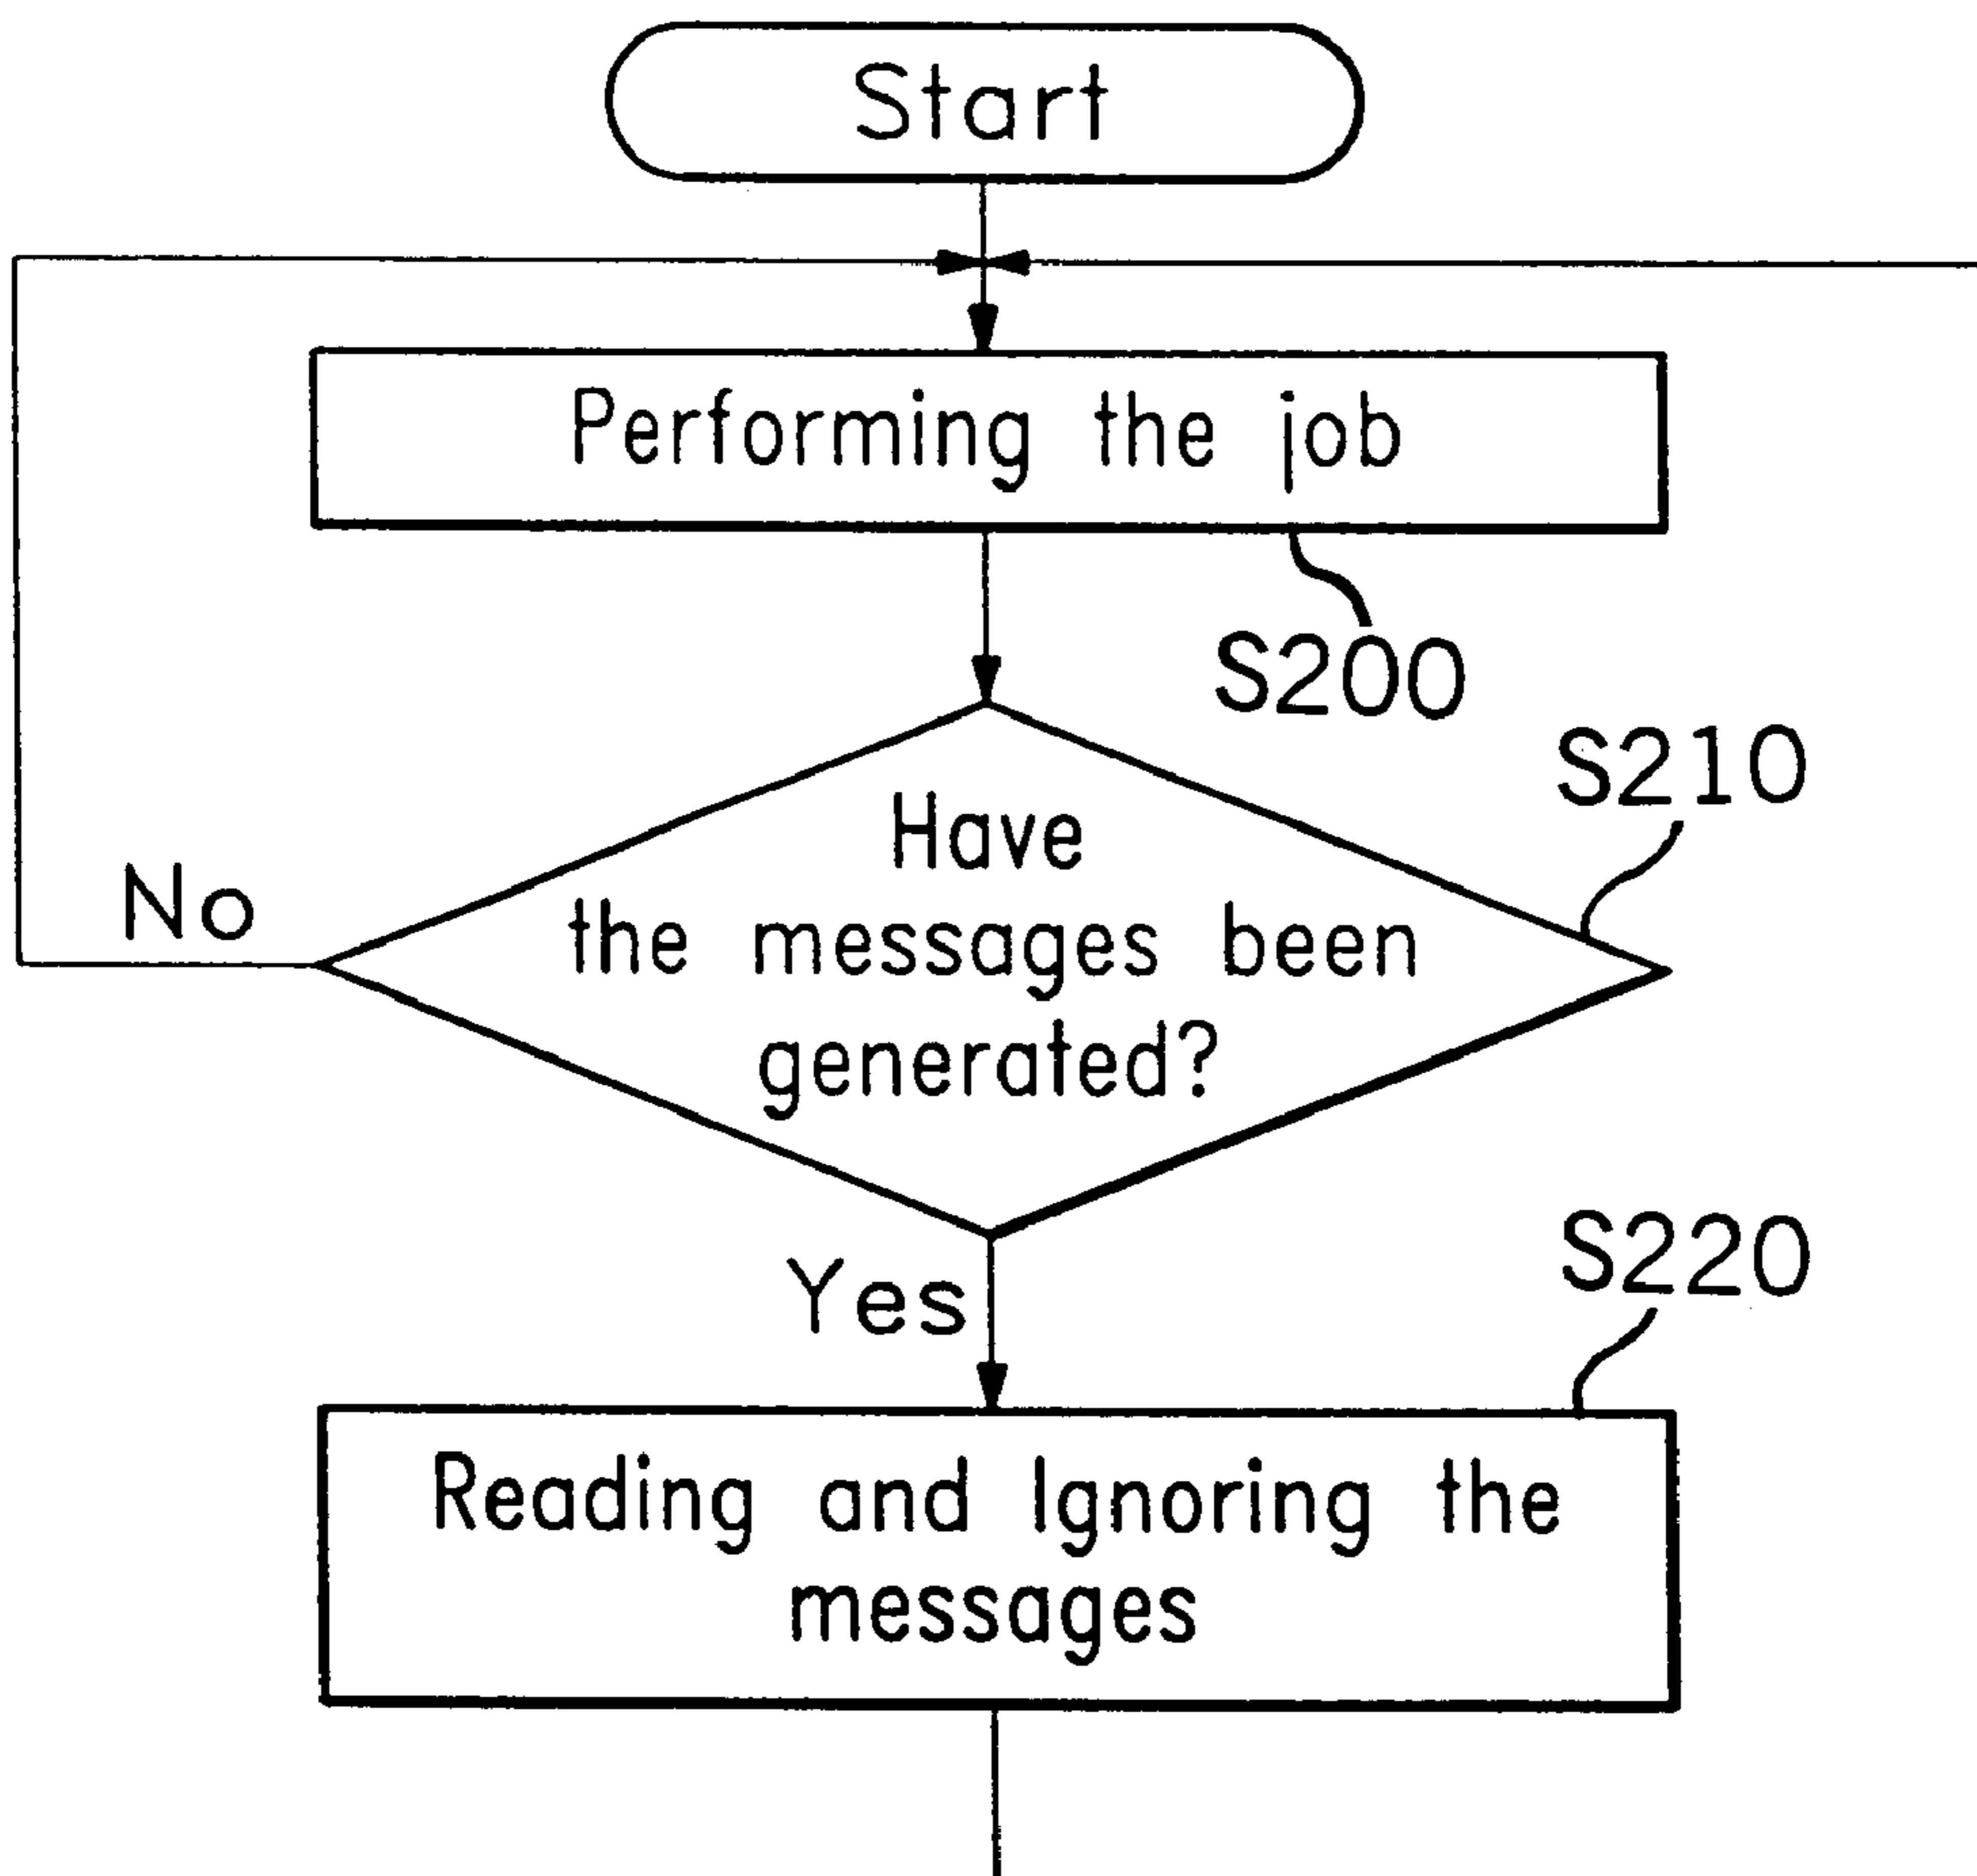 Start
Performing the job
S200
S210
Have
the messages been
generated?
No
Yes
S220
Reading and Ignoring the
messages